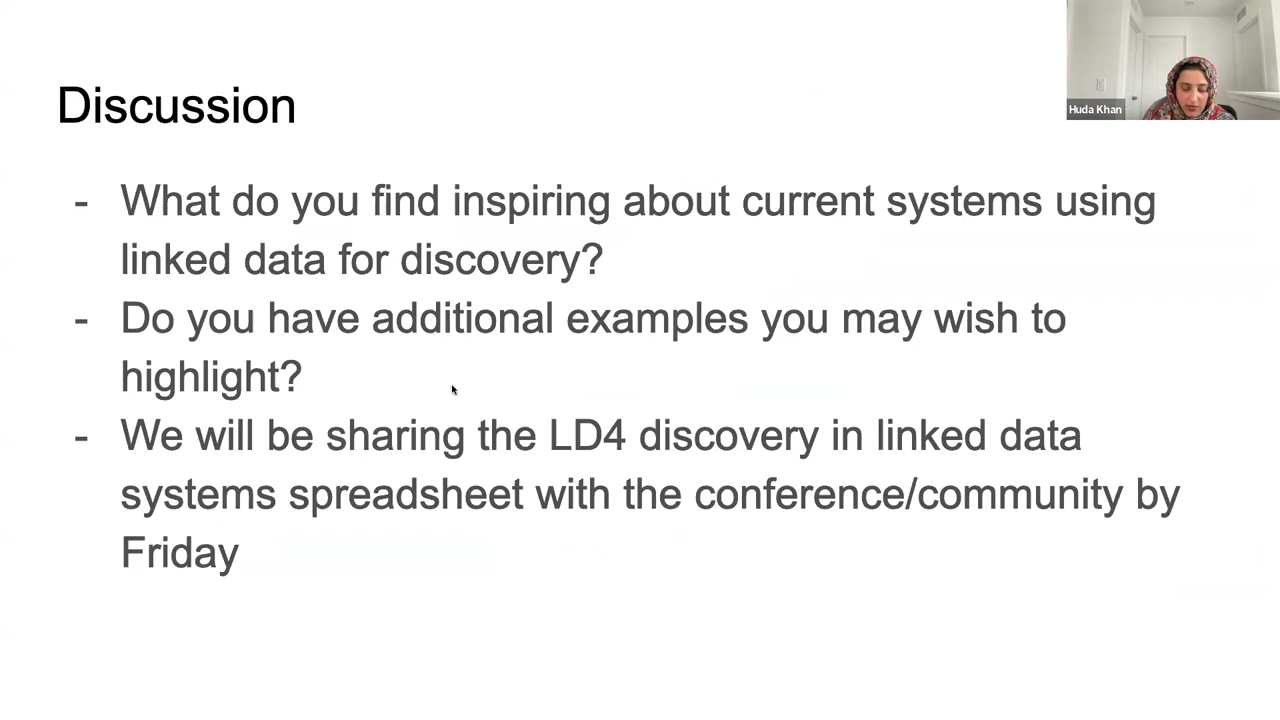 Huda Khan
Discussion
- What do you find inspiring about current systems using
linked data for discovery?
- Do you have additional examples you may wish to
highlight?
- We will be sharing the LD4 discovery in linked data
systems spreadsheet with the conference/community by
Friday